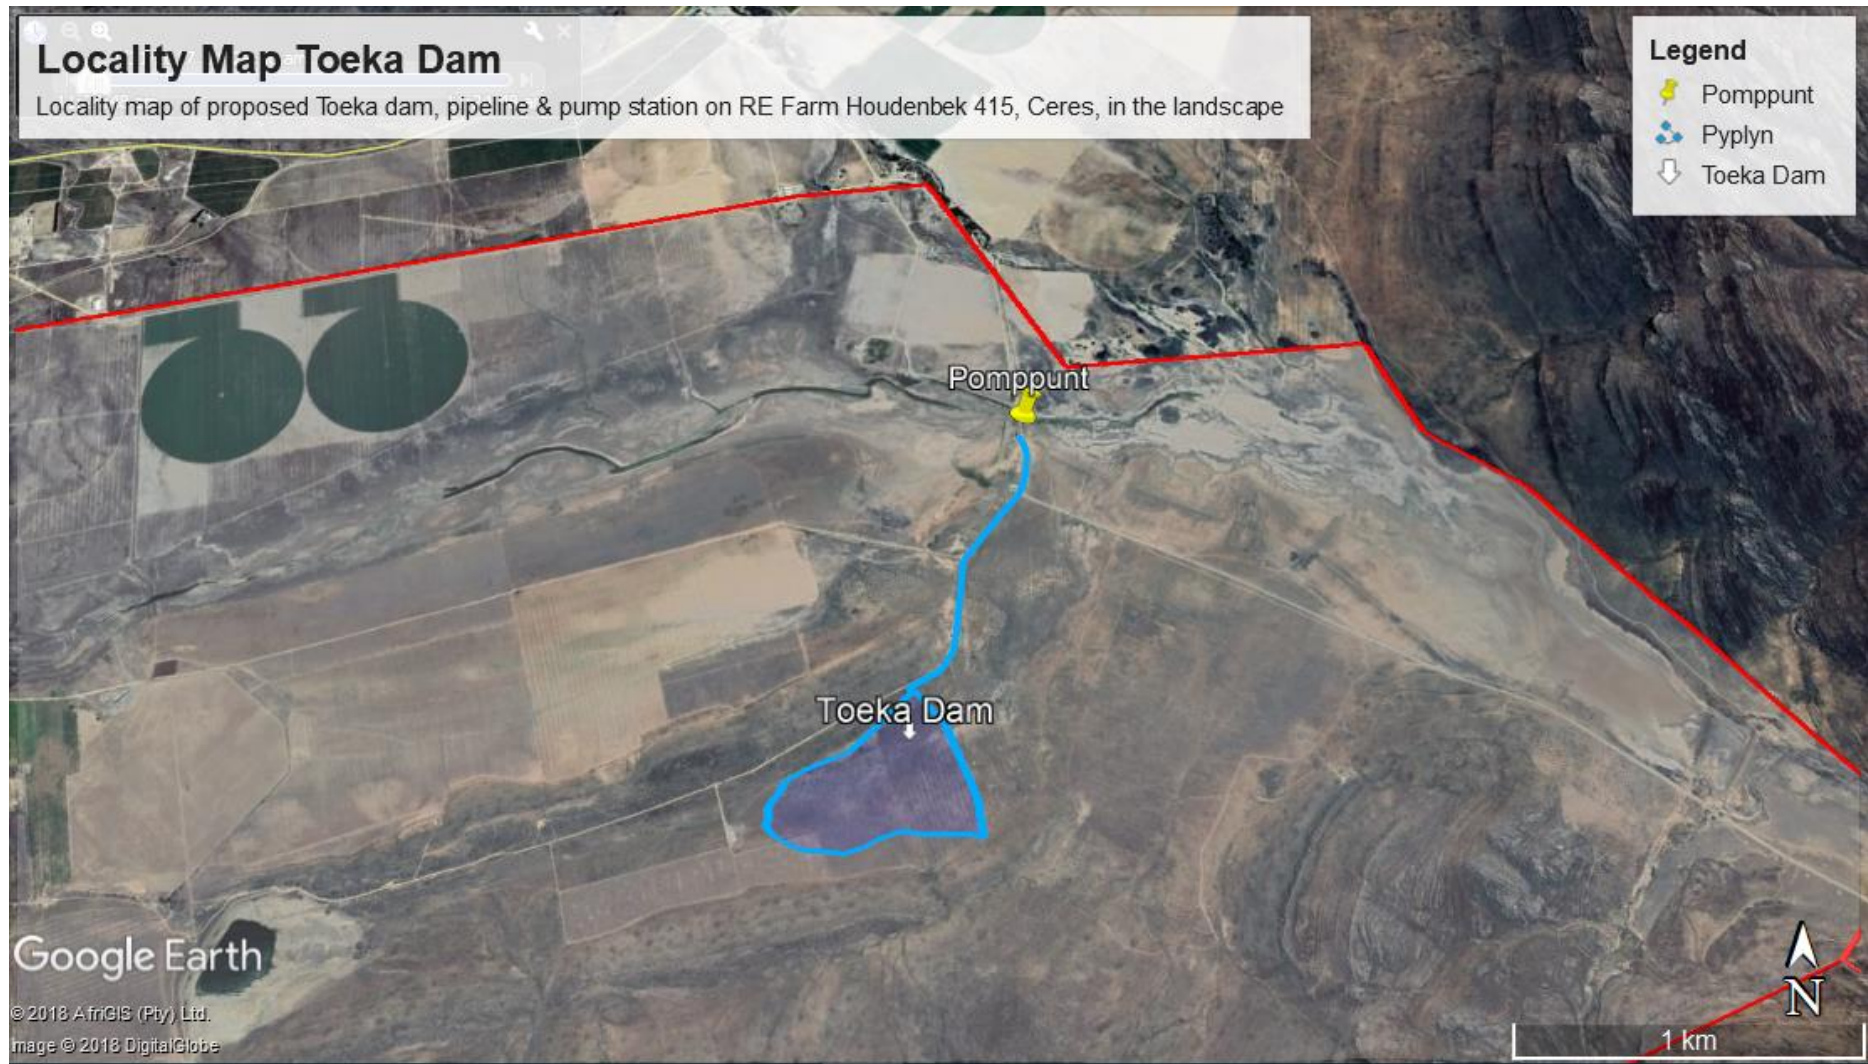 Locality Map Toeka Dam
Locality map of proposed Toeka dam, pipeline & pump station on RE Farm Houdenbek 415, Ceres, in the landscape
Legend
Pomppunt
Pyplyn
Toeka Dam
Pomppunt
Toeka Dam
Google Earth
© 2018 AfriGIS (Pty) Ltd.
Image © 2018 DigitalGlobe
N
1 km